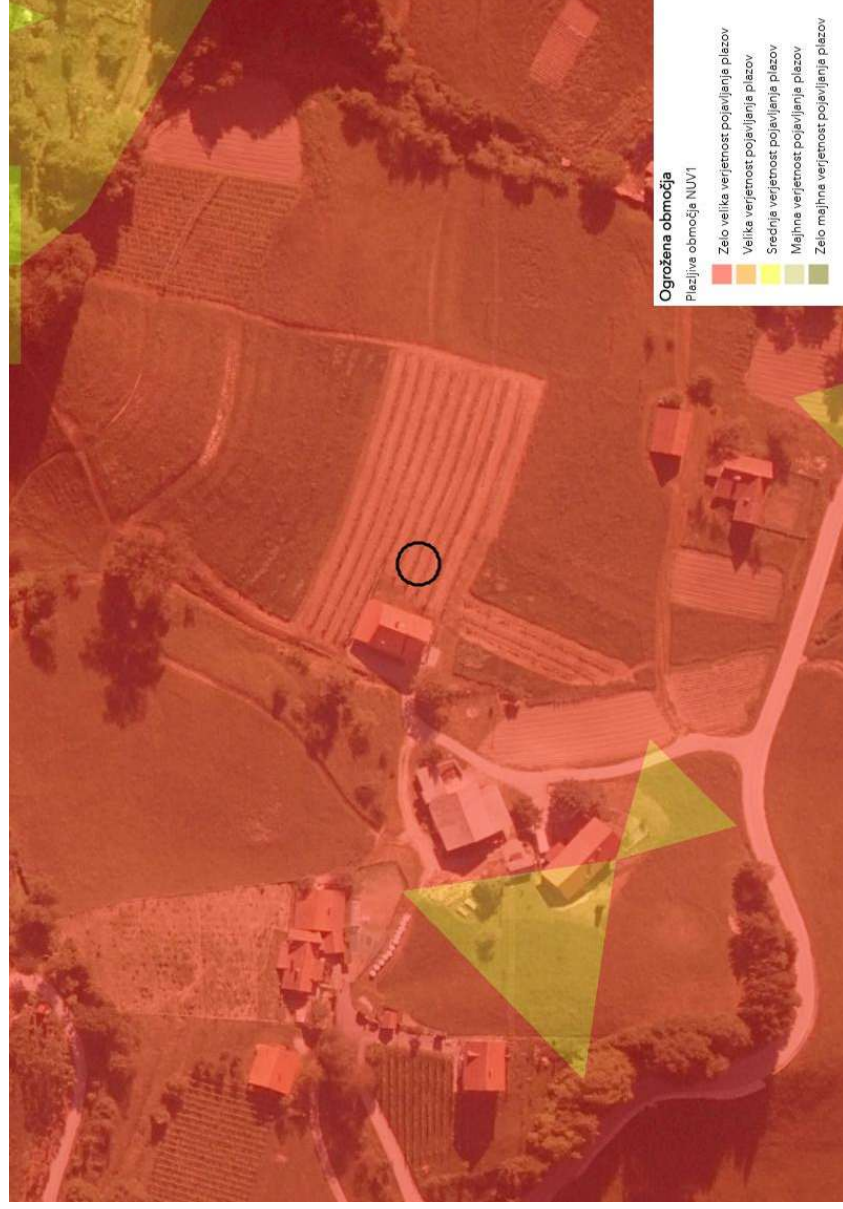 Ogrožena območja
Plazljiva območja NUV1
Zelo velika verjetnost pojavljanja plazov
Velika verjetnost pojavljanja plazov
Srednja verjetnost pojavljanja plazov
Majhna verjetnost pojavljanja plazov
Zelo majhna verjetnost pojavljanja plazov